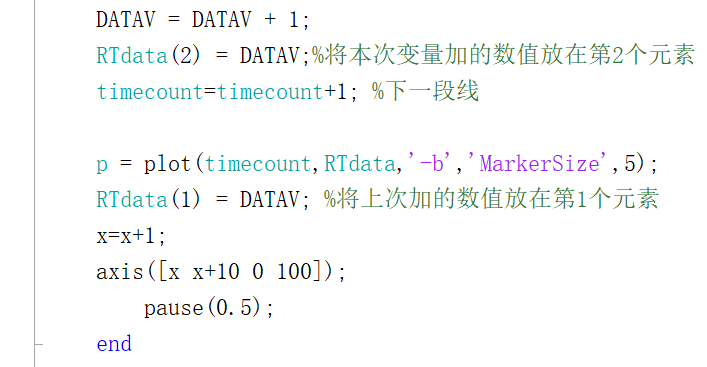 DATAV = DATAV + 1;
RTdata(2) = DATAV;%将本次变量加的数值放在第2个元素
timecount=timecount+1; %下一段线
p = plot(timecount,RTdata,'-b','MarkerSize',5);
RTdata(1) = DATAV; %将上次加的数值放在第1个元素
x=x+1;
axis([x x+10 0 100]);
pause(0.5);
end